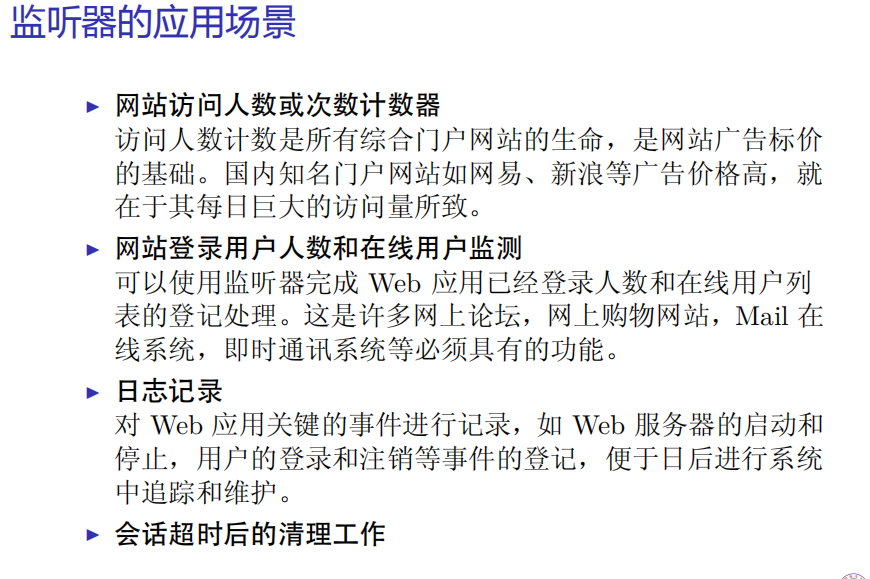 监听器的应用场景
▶ 网站访问人数或次数计数器
访问人数计数是所有综合门户网站的生命，是网站广告标价
的基础。国内知名门户网站如网易、新浪等广告价格高，就
在于其每日巨大的访问量所致。
▶ 网站登录用户人数和在线用户监测
可以使用监听器完成 Web 应用已经登录人数和在线用户列
表的登记处理。这是许多网上论坛，网上购物网站，Mail 在
线系统，即时通讯系统等必须具有的功能。
▶ 日志记录
对 Web 应用关键的事件进行记录，如 Web 服务器的启动和
停止，用户的登录和注销等事件的登记，便于日后进行系统
中追踪和维护。
▶ 会话超时后的清理工作